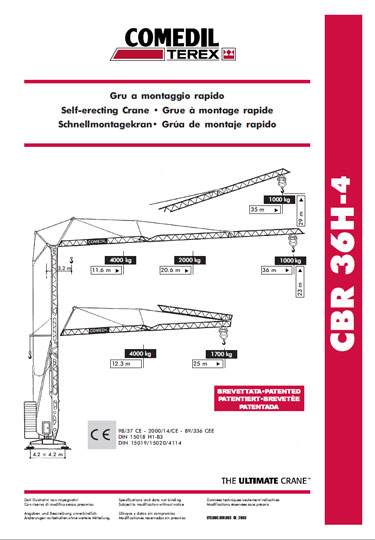 COMEDIL
TEREX
Gru a montaggio rapido
Self-erecting Crane • Grue à montage rapide
Schnellmontagekran• Grúa de montaje rapido
CBR 36H-4
1000 kg
35 m
29 m
COMEDIL
3.2 m
4000 kg
2000 kg
1000 kg
11.6 m
20.6 m
36 m
23 m
COMEDIL
4000 kg
1700 kg
12.3 m
25 m
BREVETTATA•PATENTED
PATENTIERT•BREVETÈE
PATENTADA
CE
98/37 CE - 2000/14/CE - 89/336 CEE
DIN 15018 H1-B3
DIN 15019/15020/4114
4.2 x 4.2 m
THE ULTIMATE CRANE™
Dati illustrativi non impegnativi
Con riserva di modifica senza preavviso
Specifications and data not binding
Subject to modification without notice
Données techniques seulement indicatives
Modifications réservées sans préavis
Angaben und Beschreibung unverbindlich
Änderungen vorbehalten ohne weitere Mitteilung
Dibujos y datos sin compromiso
Modificaciones reservadas sin previo